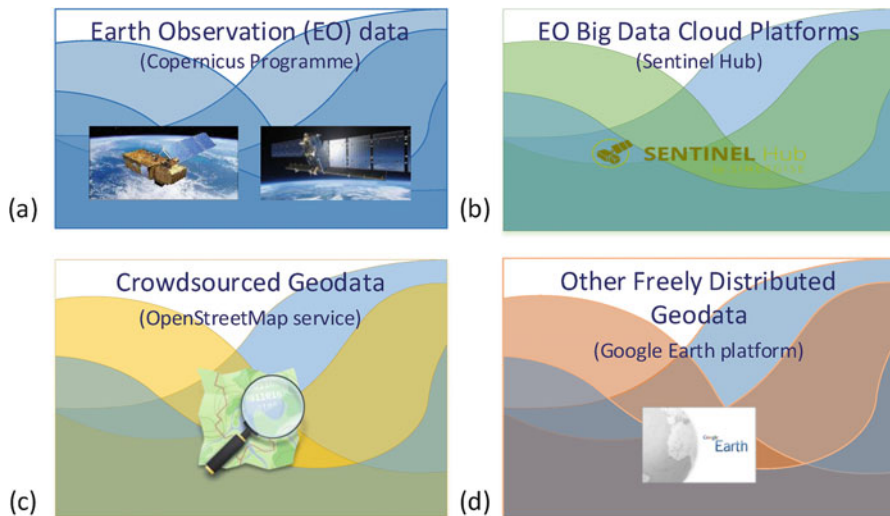 Earth Observation (EO) data
(Copernicus Programme)
(a)
EO Big Data Cloud Platforms
(Sentinel Hub)
SENTINEL Hub
(b)
Crowdsourced Geodata
(OpenStreetMap service)
(c)
Other Freely Distributed
Geodata
(Google Earth platform)
Google
Earth
(d)